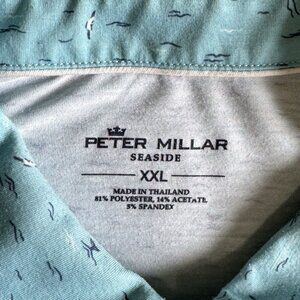 PETER MILLAR
SEASIDE
XXL
MADE IN THAILAND
81% POLYESTER, 14% ACETATE,
5% SPANDEX